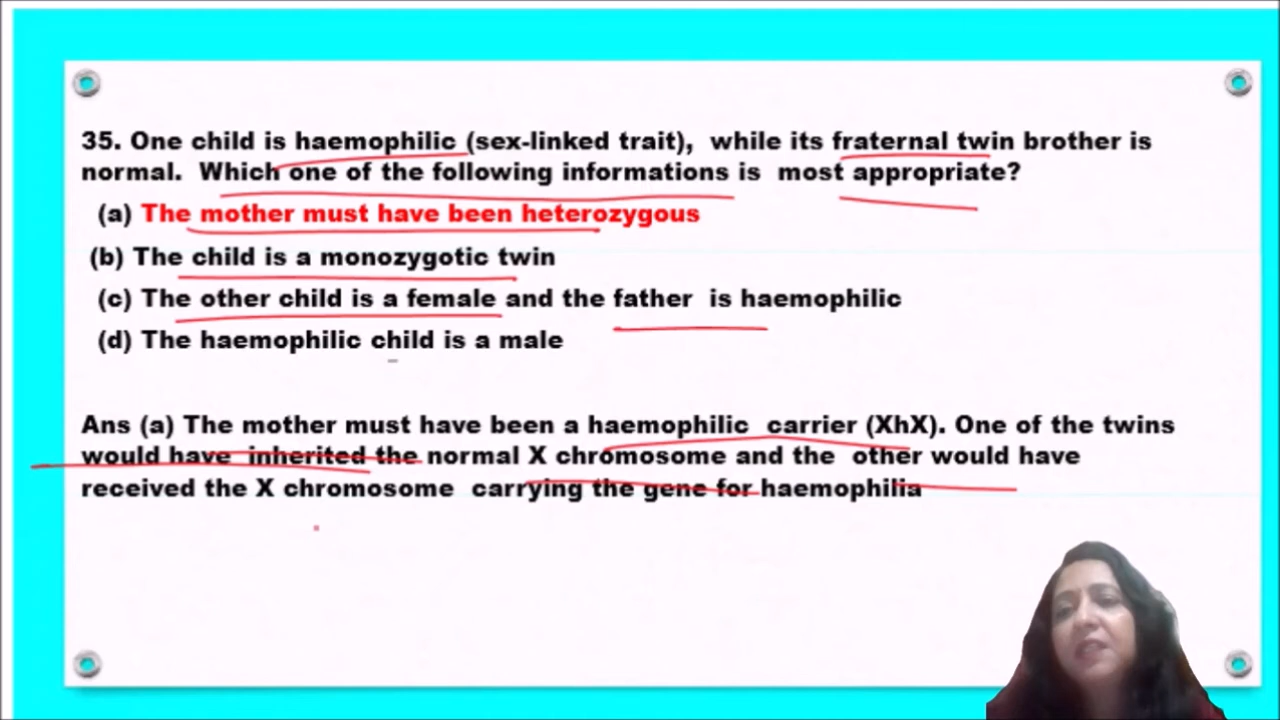 35. One child is haemophilic (sex-linked trait), while its fraternal twin brother is
normal. Which one of the following informations is most appropriate?
(a) The mother must have been heterozygous
(b) The child is a monozygotic twin
(c) The other child is a female and the father is haemophilic
(d) The haemophilic child is a male
Ans (a) The mother must have been a haemophilic carrier (XhX). One of the twins
would have inherited the normal X chromosome and the other would have
received the X chromosome carrying the gene for haemophilia